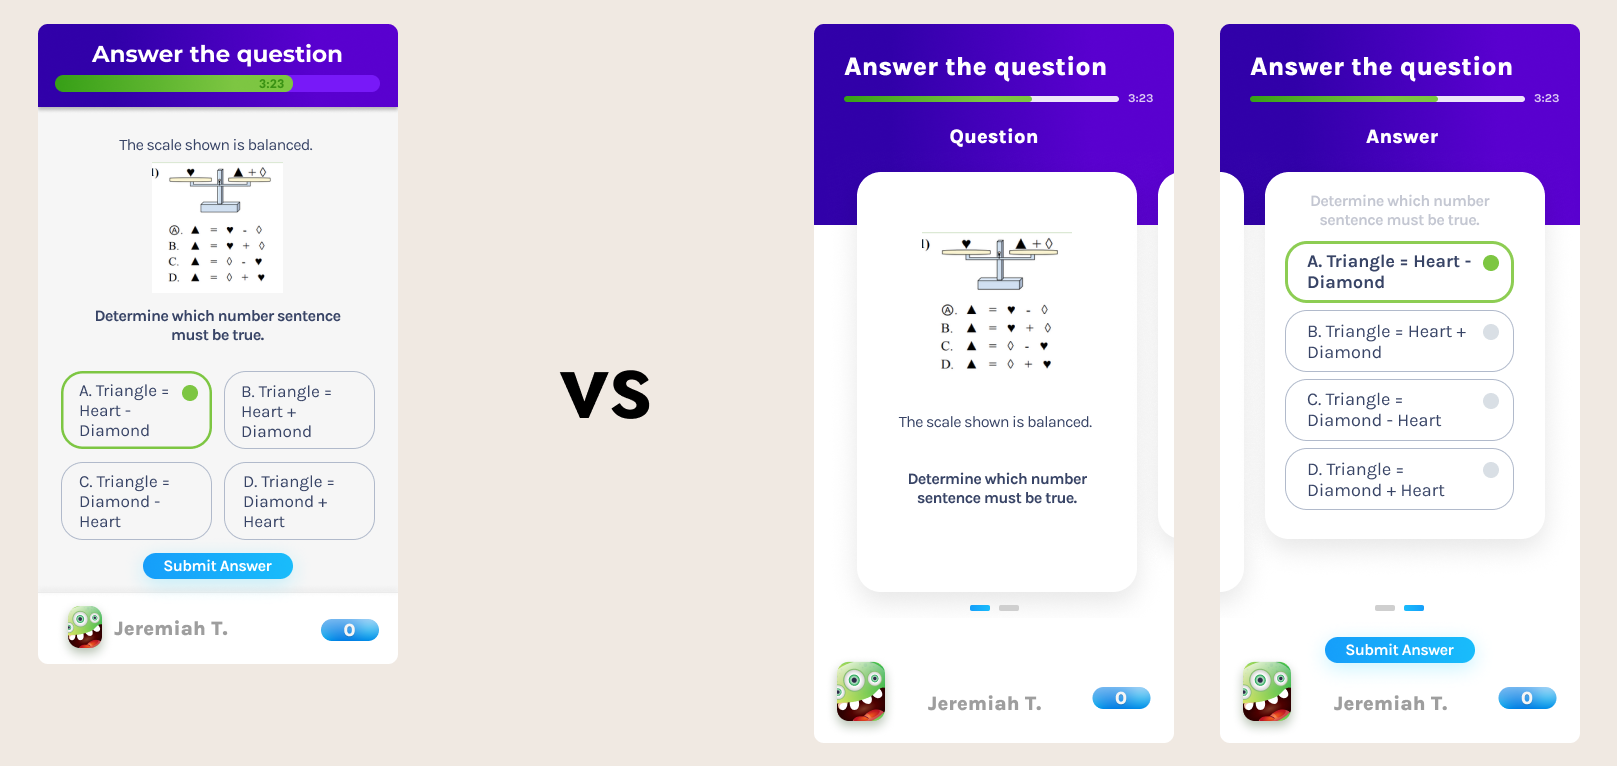 Answer the question
3:23
The scale shown is balanced.
1) ♥ ▲ + ◊
Ⓐ. ▲ = ♥ - ◊
B. ▲ = ♥ + ◊
C. ▲ = ◊ - ♥
D. ▲ = ◊ + ♥
Determine which number sentence
must be true.
A. Triangle =
Heart -
Diamond
B. Triangle =
Heart +
Diamond
C. Triangle =
Diamond -
Heart
D. Triangle =
Diamond +
Heart
Submit Answer
Jeremiah T.
0
VS
Answer the question
3:23
Question
1) ♥ ▲ + ◊
Ⓐ. ▲ = ♥ - ◊
B. ▲ = ♥ + ◊
C. ▲ = ◊ - ♥
D. ▲ = ◊ + ♥
The scale shown is balanced.
Determine which number
sentence must be true.
Jeremiah T.
0
Answer the question
3:23
Answer
Determine which number
sentence must be true.
A. Triangle = Heart -
Diamond
B. Triangle = Heart +
Diamond
C. Triangle =
Diamond - Heart
D. Triangle =
Diamond + Heart
Submit Answer
Jeremiah T.
0